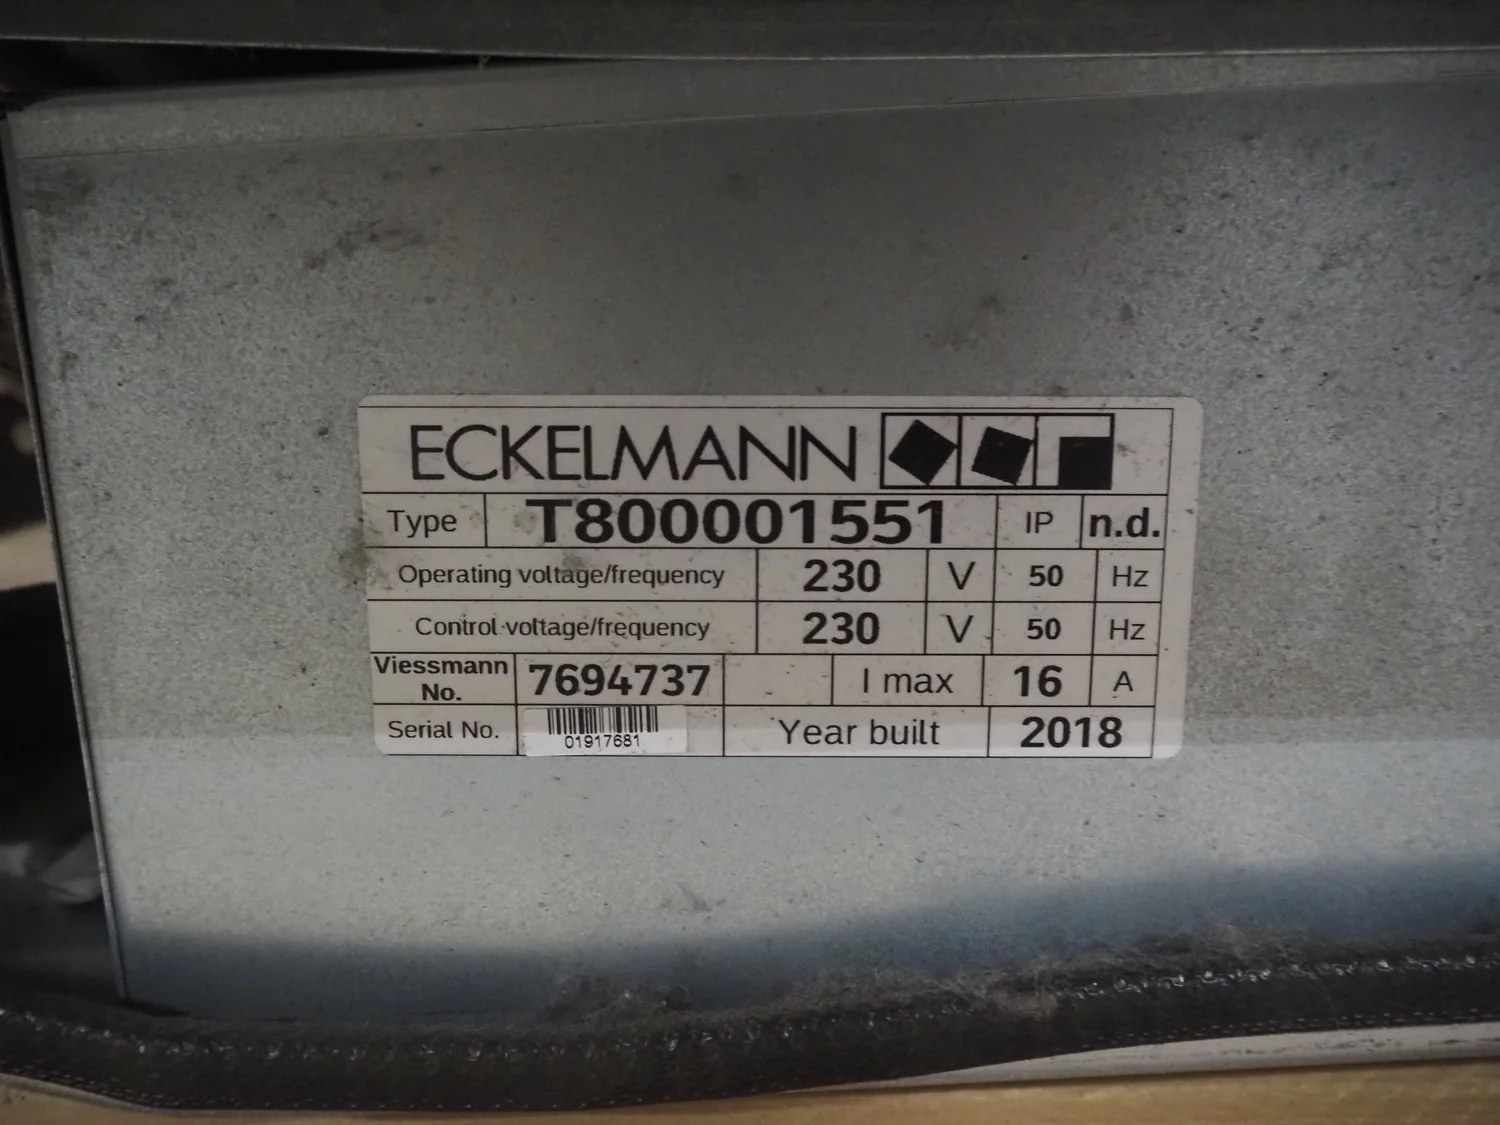 ECKELMANN
Type T800001551 IP n.d.
Operating voltage/frequency 230 V 50 Hz
Control voltage/frequency 230 V 50 Hz
Viessmann No. 7694737 I max 16 A
Serial No. 01917681 Year built 2018